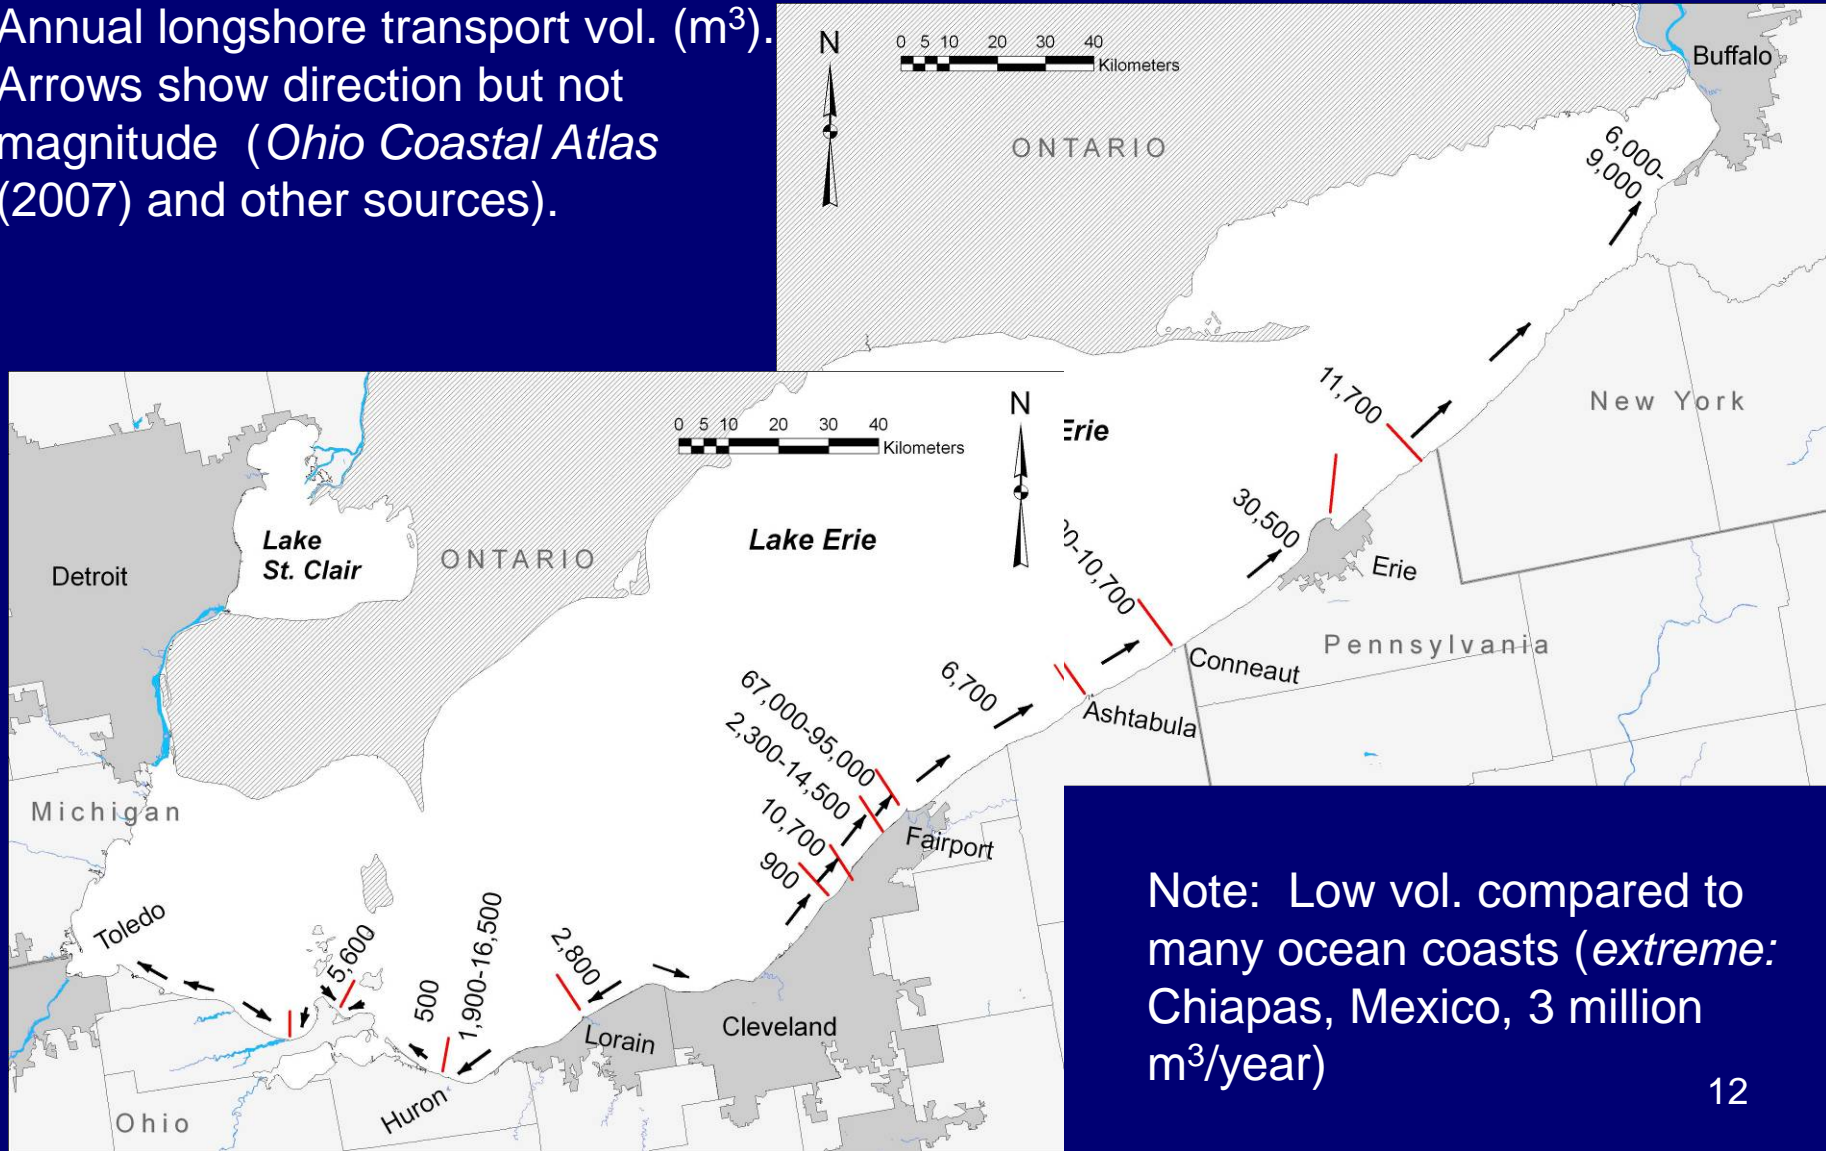 Annual longshore transport vol. (m³).
Arrows show direction but not
magnitude (Ohio Coastal Atlas
(2007) and other sources).
N
0 5 10 20 30 40
Kilometers
Buffalo
ONTARIO
6,000-
9,000
New York
11,700
Erie
30,500
Erie
0-10,700
Pennsylvania
Conneaut
Ashtabula
N
0 5 10 20 30 40
Kilometers
Lake
St. Clair
ONTARIO
Lake Erie
Detroit
Michigan
6,700
67,000-95,000
2,300-14,500
10,700
900
Fairport
Toledo
5,600
500
1,900-16,500
2,800
Lorain
Cleveland
Huron
Ohio
Note: Low vol. compared to
many ocean coasts (extreme:
Chiapas, Mexico, 3 million
m³/year)
12